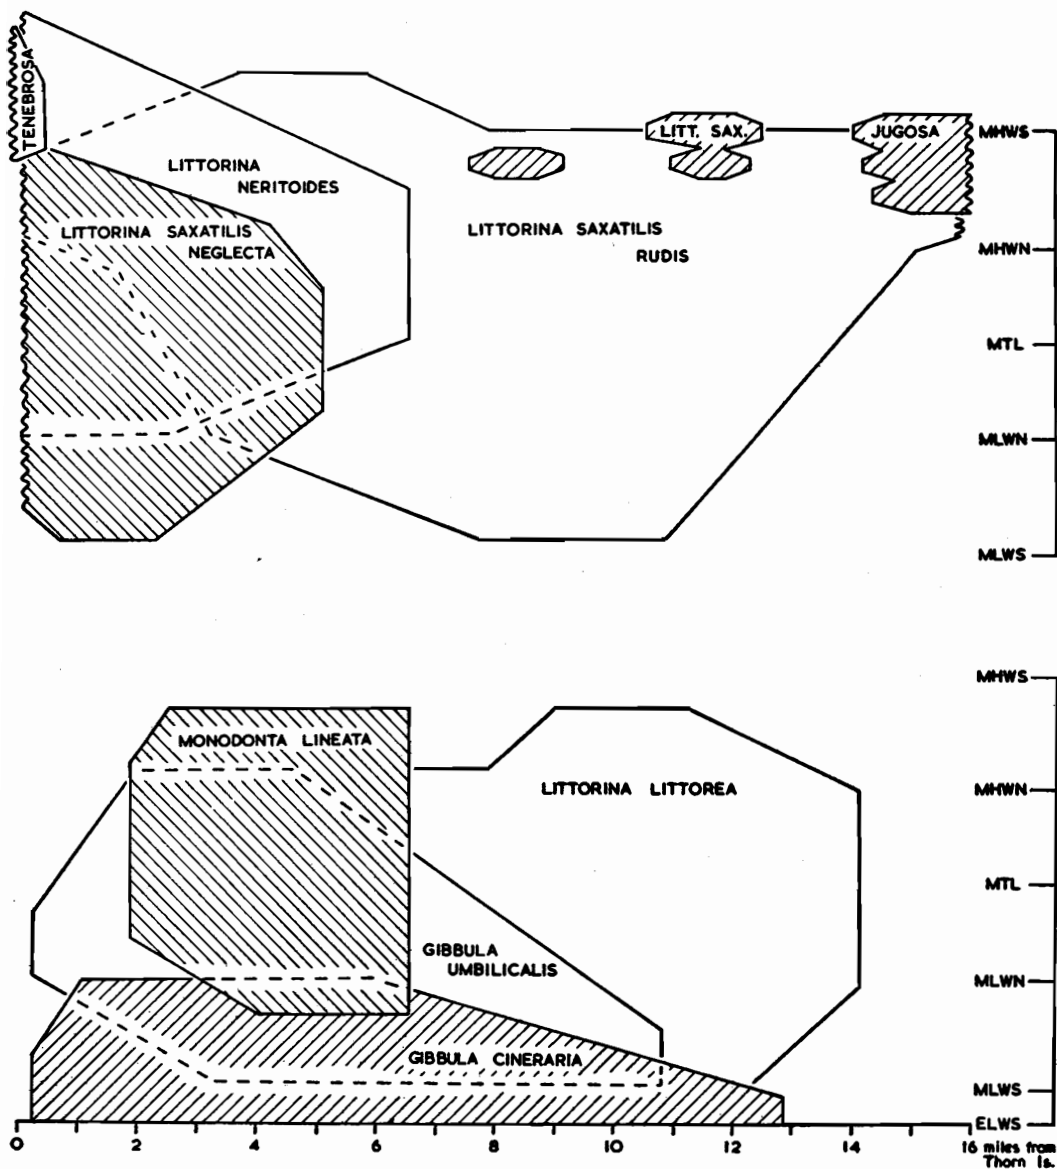 TENEBROSA
LITT. SAX.
JUGOSA
MHWS
LITTORINA
NERITOIDES
LITTORINA SAXATILIS
NEGLECTA
LITTORINA SAXATILIS
RUDIS
MHWN
MTL
MLWN
MLWS
MHWS
MONODONTA LINEATA
LITTORINA LITTOREA
MHWN
MTL
GIBBULA
UMBILICALIS
MLWN
GIBBULA CINERARIA
MLWS
ELWS
0 2 4 6 8 10 12 14 16 miles from
Thorn Is.